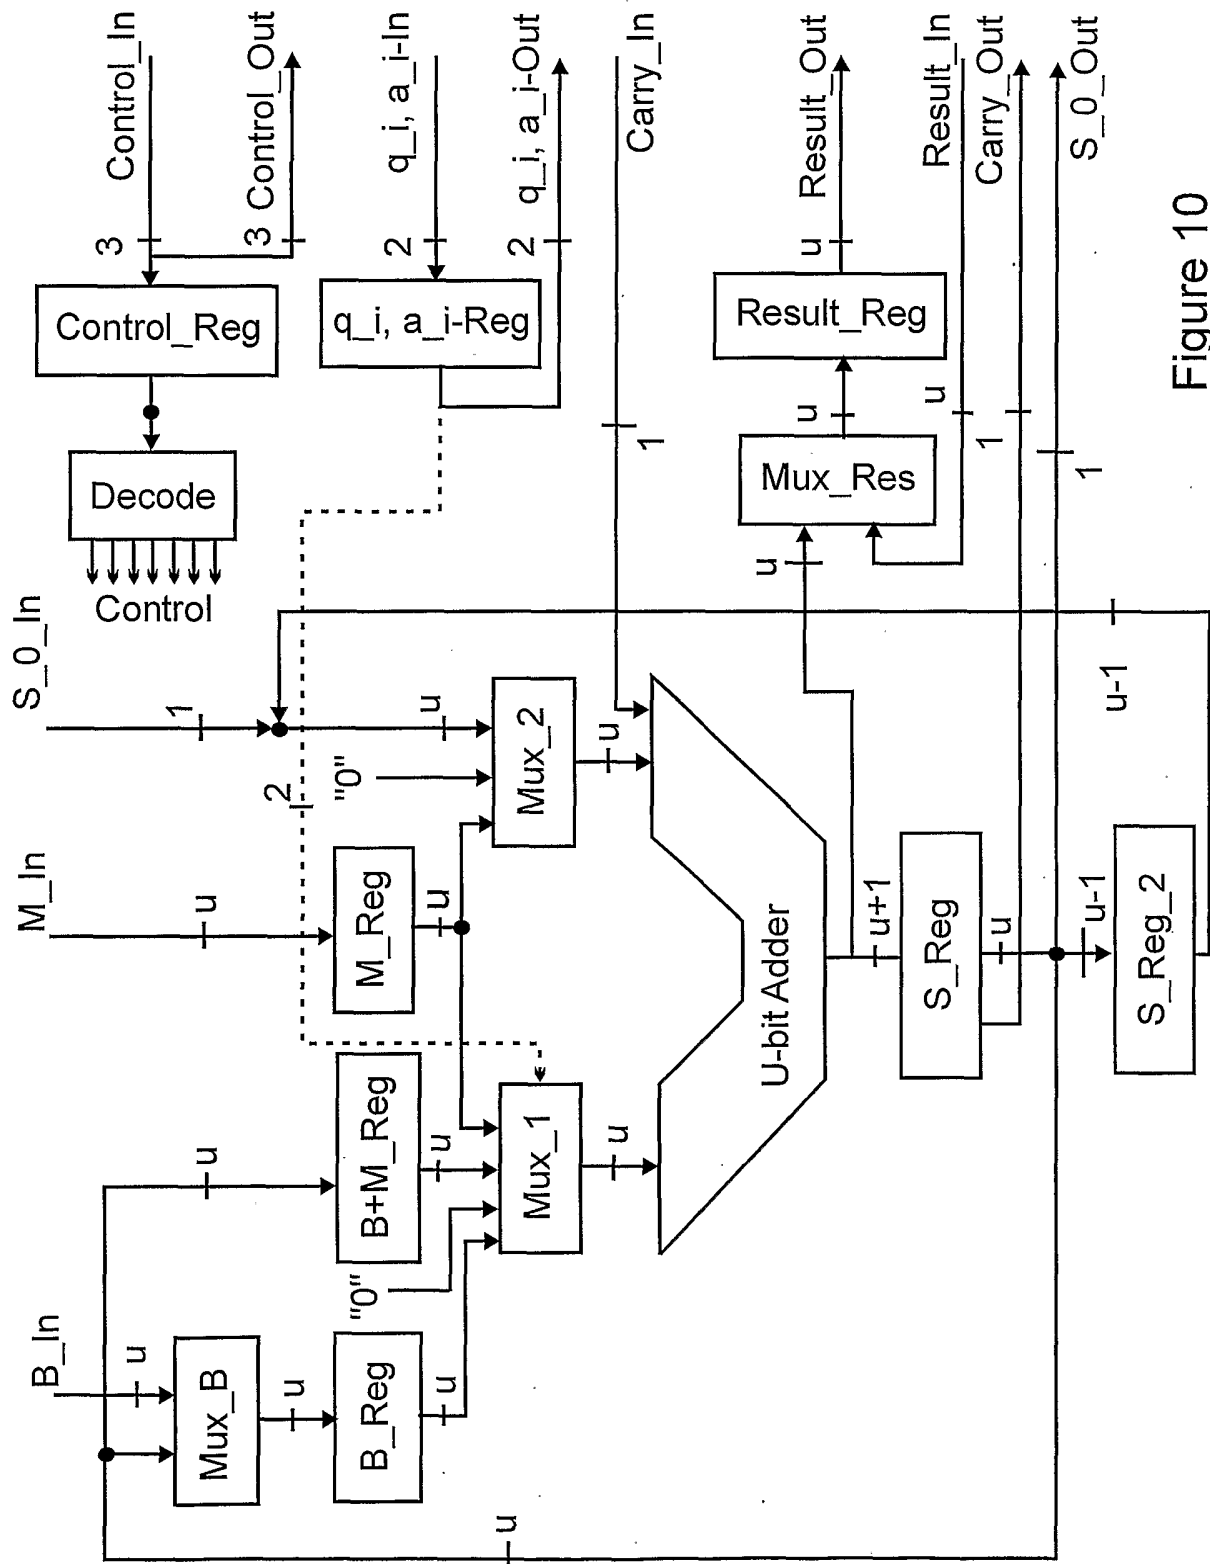 B_In
M_In
S_0_In
u
u
1
Mux_B
u
B_Reg
u
"0"
u
B+M_Reg
u
M_Reg
u
2
"0"
u
Mux_1
Mux_2
u
u
U-bit Adder
u+1
S_Reg
u
u-1
S_Reg_2
u-1
u
Control
Decode
Control_Reg
3
Control_In
3
Control_Out
q_i, a_i-Reg
2
q_i, a_i-In
2
q_i, a_i-Out
1
Carry_In
u
Mux_Res
u
Result_Reg
u
Result_Out
u
Result_In
1
Carry_Out
1
S_0_Out
Figure 10